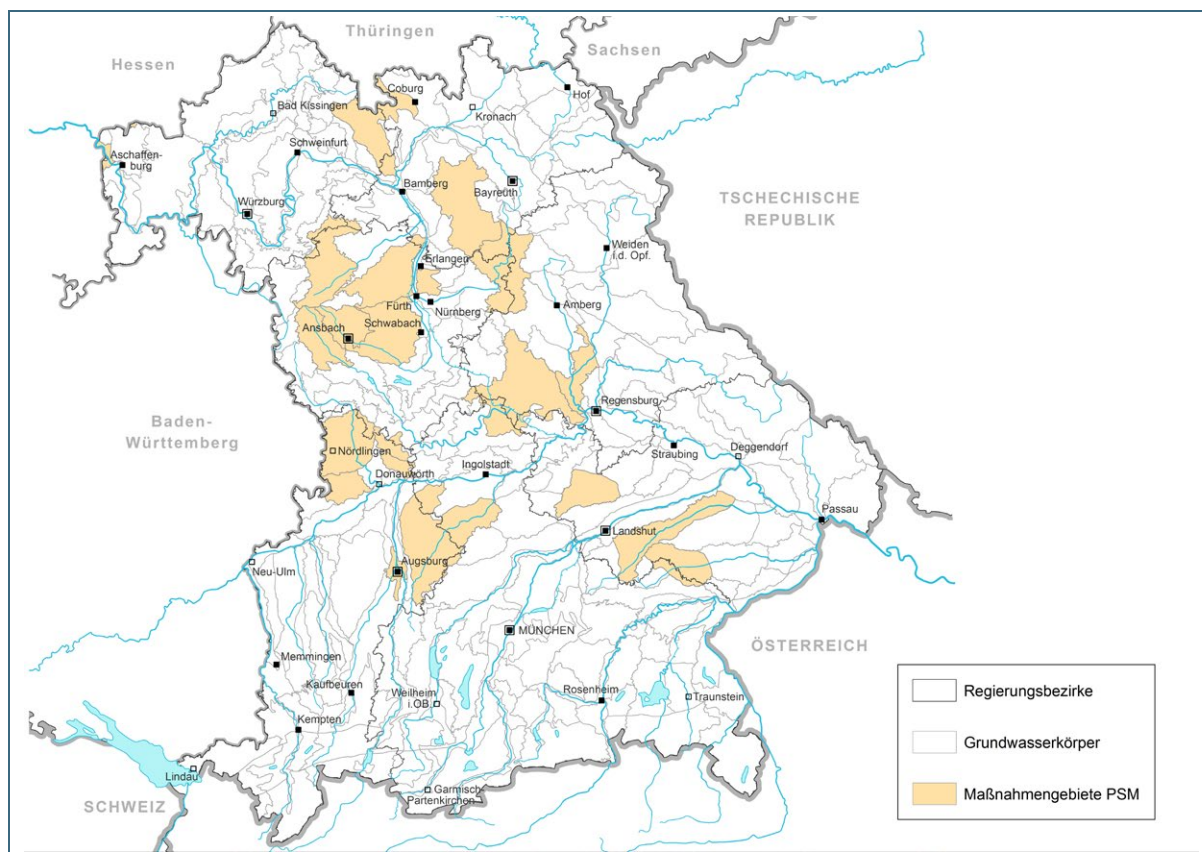 Thüringen
Sachsen
Hessen
Coburg
Hof
Bad Kissingen
Kronach
Schweinfurt
Aschaffen-
burg
Bayreuth
Bamberg
Würzburg
TSCHECHISCHE
REPUBLIK
Weiden
i.d. Opf.
Erlangen
Fürth
Nürnberg
Amberg
Ansbach
Schwabach
Regensburg
Baden-
Württemberg
Nördlingen
Straubing
Deggendorf
Ingolstadt
Donauwörth
Passau
Landshut
Augsburg
Neu-Ulm
MÜNCHEN
ÖSTERREICH
Memmingen
Kaufbeuren
Weilheim
i.OB.
Rosenheim
Traunstein
Kempten
Lindau
Garmisch-
Partenkirchen
SCHWEIZ
Regierungsbezirke
Grundwasserkörper
Maßnahmengebiete PSM